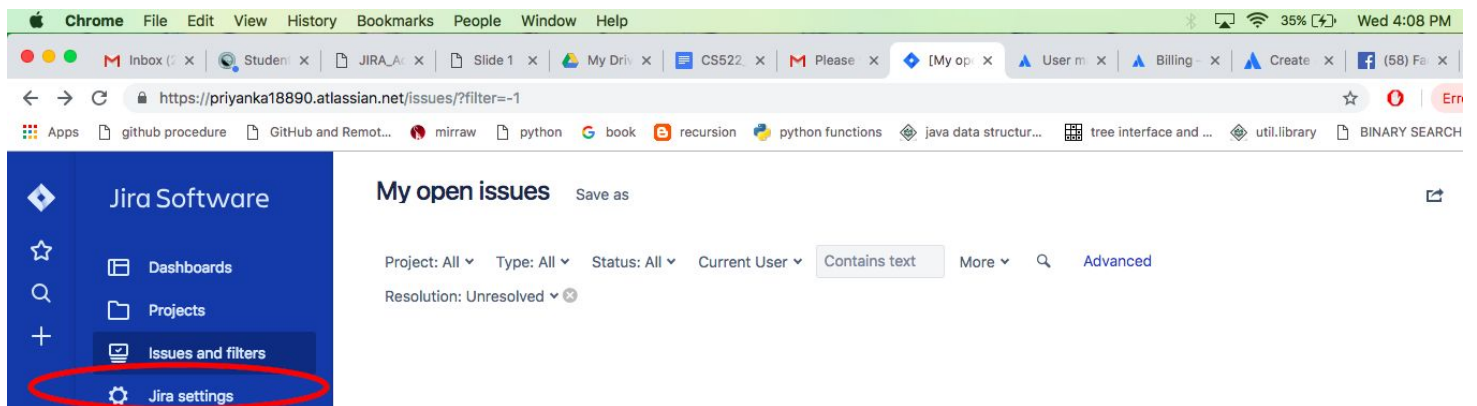 Chrome File Edit View History Bookmarks People Window Help 35% Wed 4:08 PM
Inbox (2 Studen JIRA_A Slide 1 My Driv CS522_ Please [My op User m Billing - Create (58) Fa
https://priyanka18890.atlassian.net/issues/?filter=-1 Erro
Apps github procedure GitHub and Remot... mirraw python book recursion python functions java data structur... tree interface and ... util.library BINARY SEARCH
Jira Software
My open issues Save as
Dashboards
Projects
Issues and filters
Jira settings
Project: All Type: All Status: All Current User Contains text More Advanced
Resolution: Unresolved